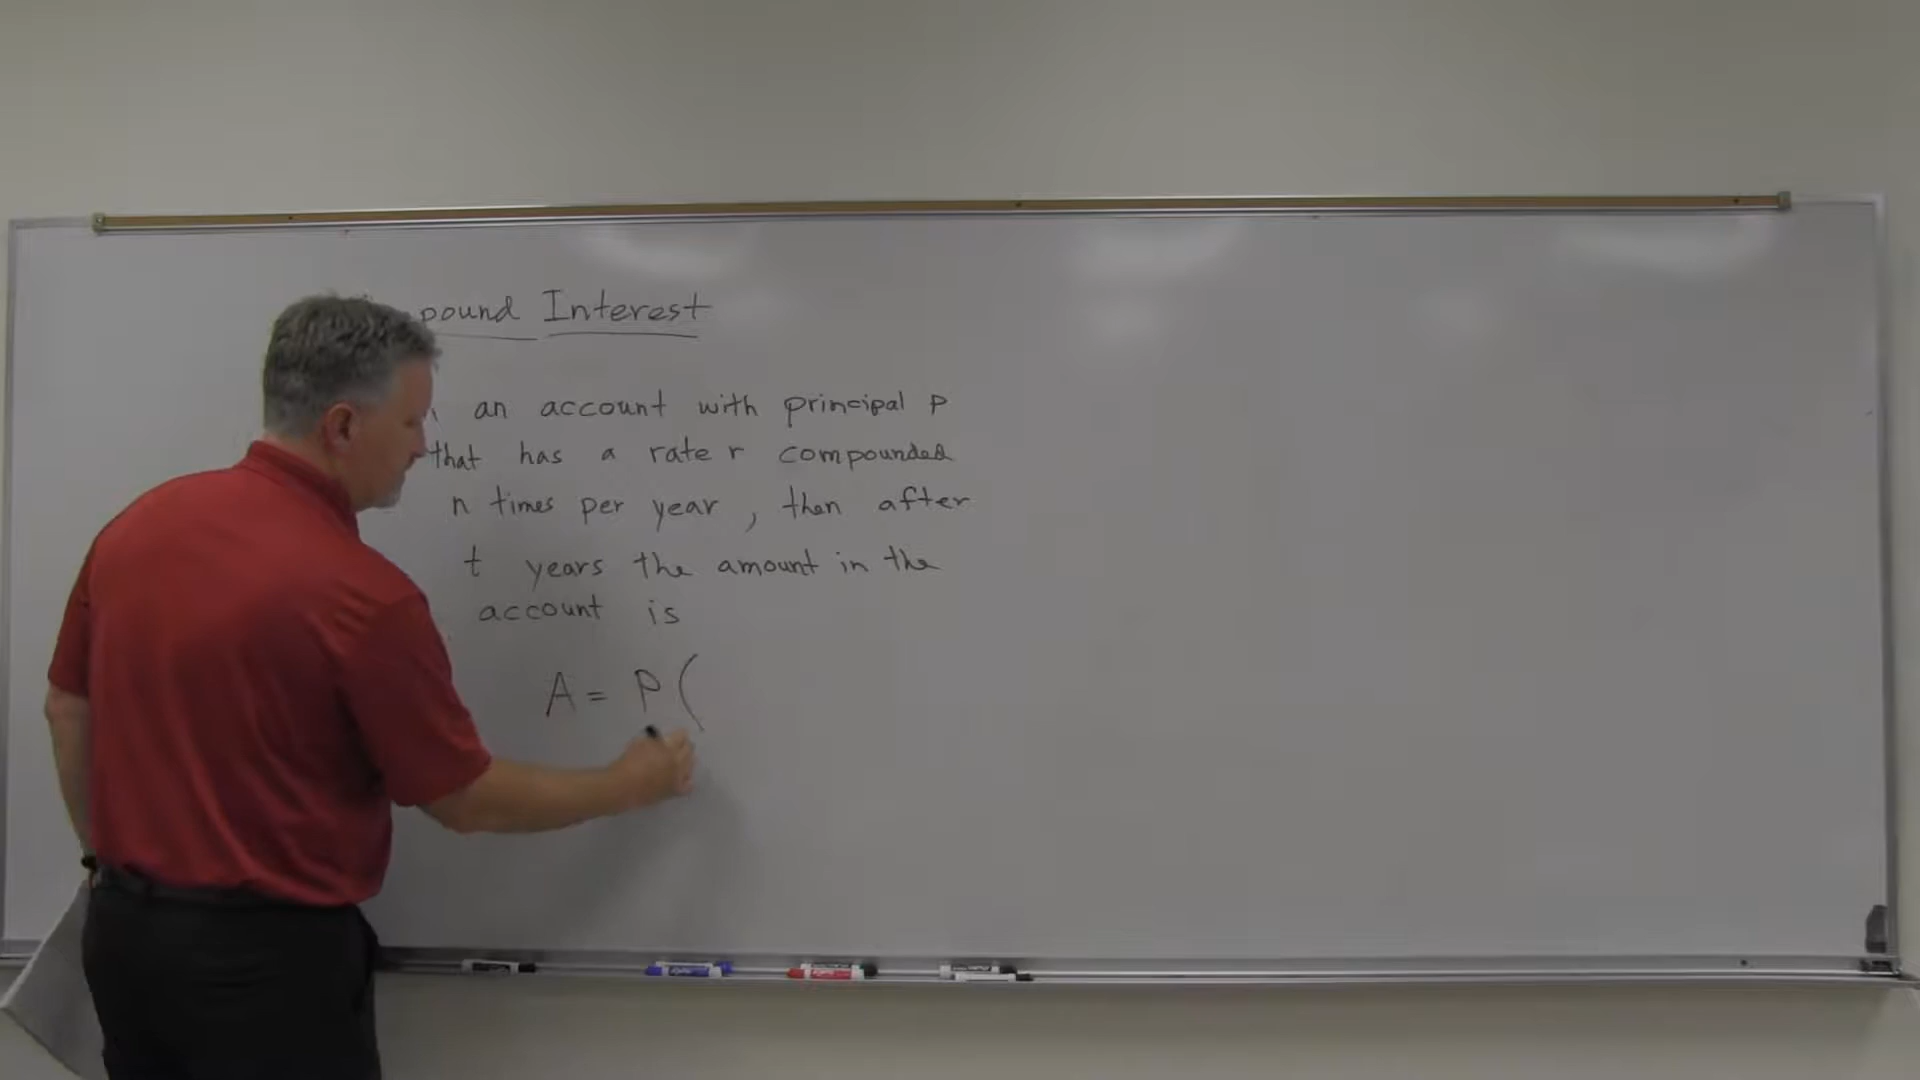 pound Interest
an account with principal P
that has a rate r compounded
n times per year, then after
t years the amount in the
account is
A = P (